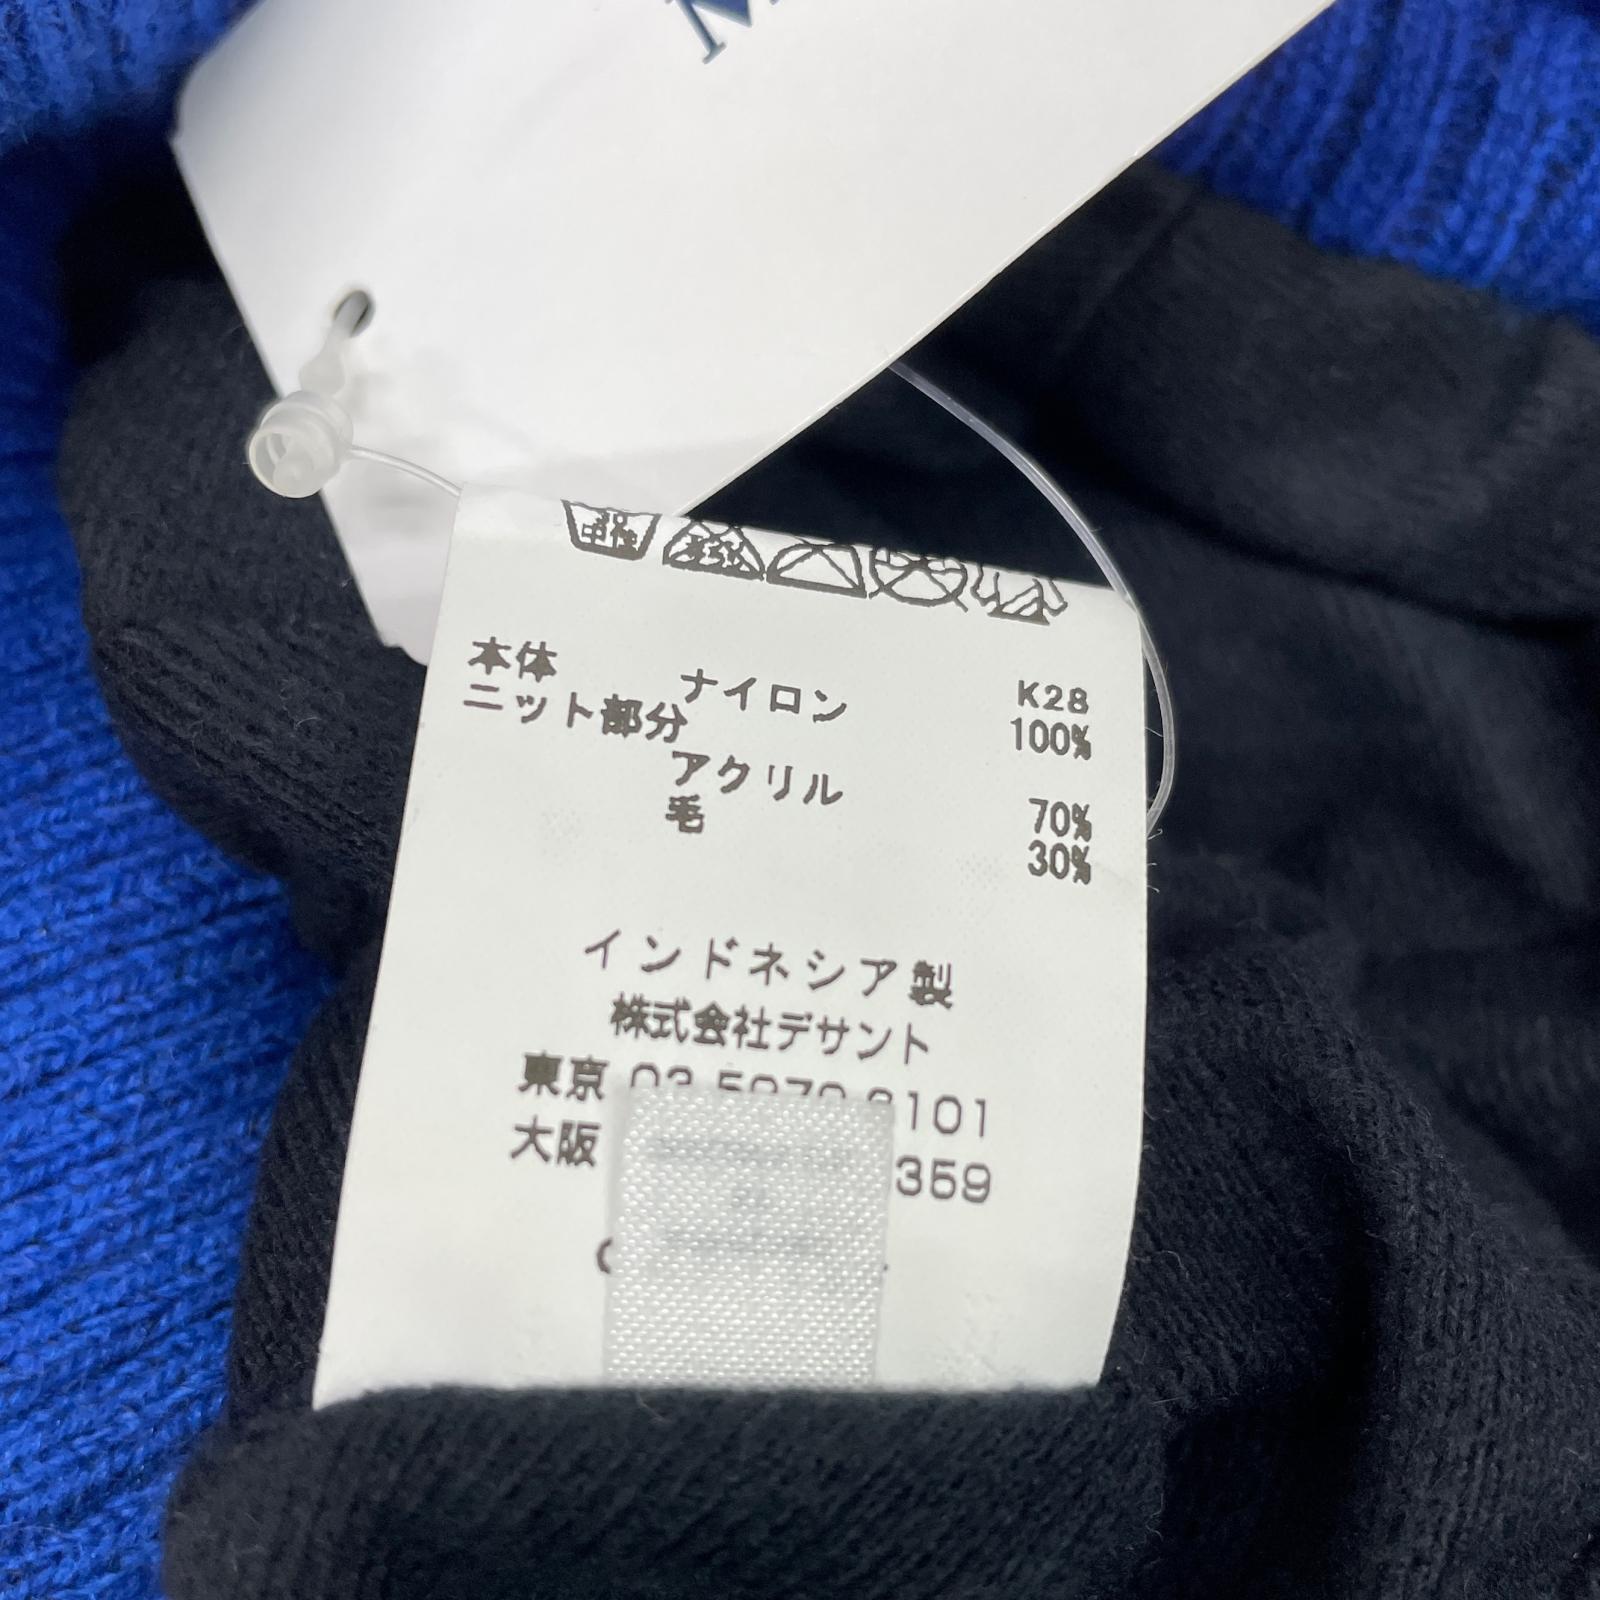 中性
K28
本体
ナイロン 100%
ニット部分
アクリル 70%
毛 30%
インドネシア製
株式会社デサント
東京 101
大阪 359